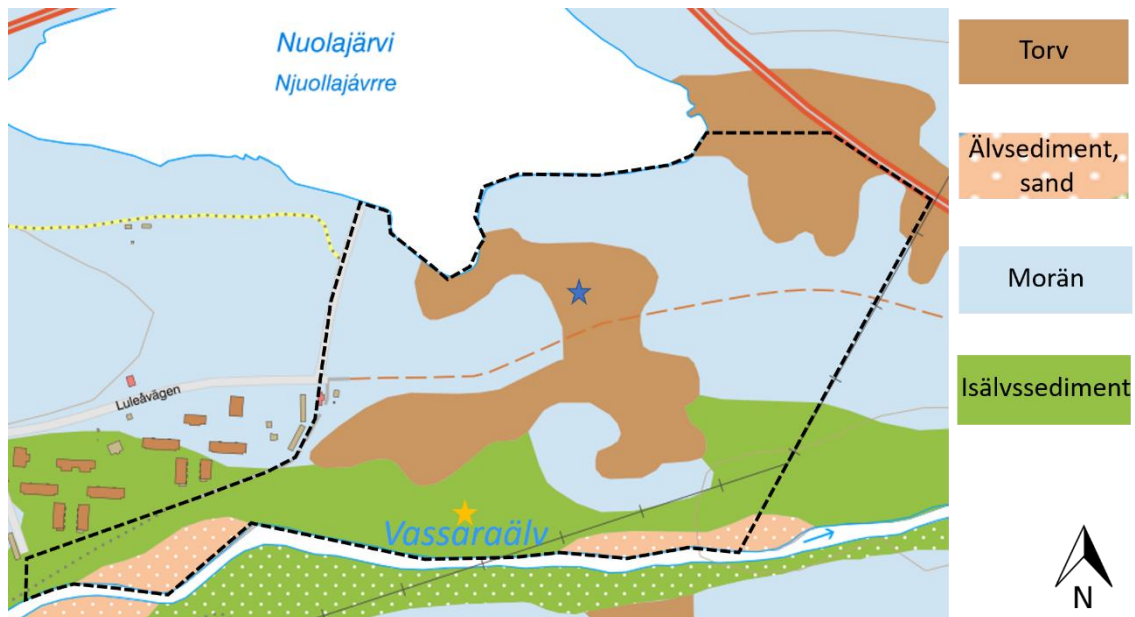 Nuolajärvi
Njuollajávrre
Luleåvägen
Vassaraälv
Torv
Älvsediment,
sand
Morän
Isälvssediment
N